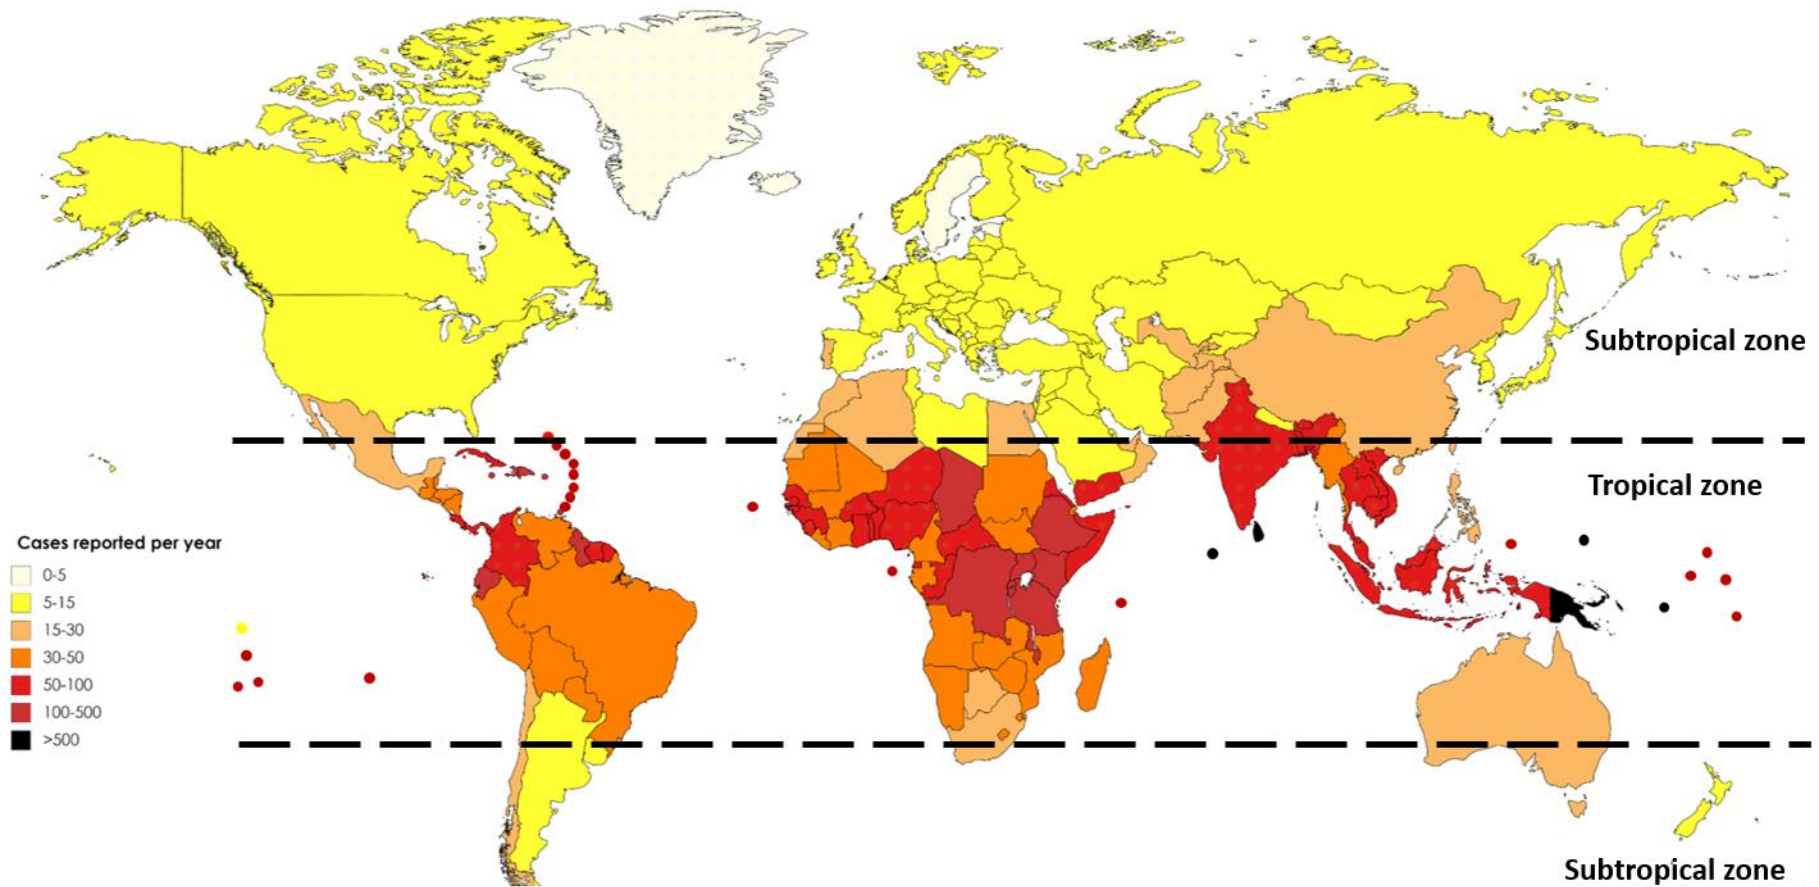 Subtropical zone
Tropical zone
Cases reported per year
0-5
5-15
15-30
30-50
50-100
100-500
>500
Subtropical zone